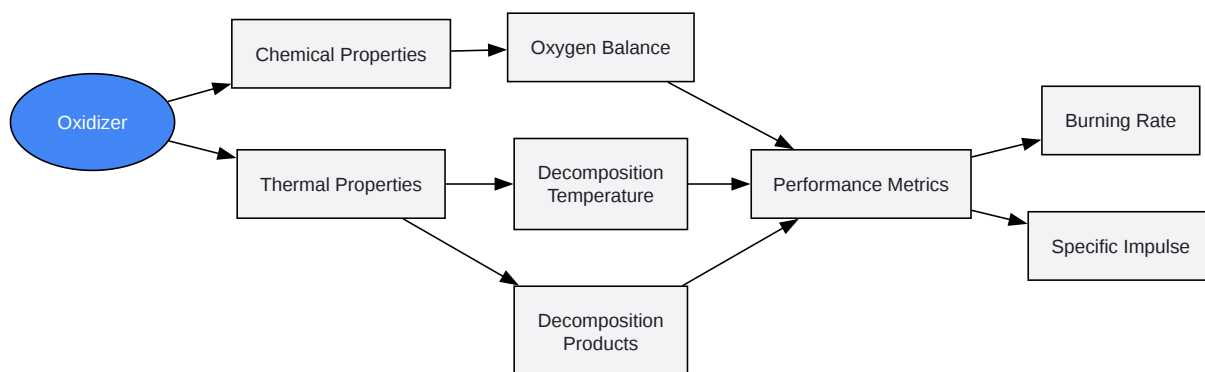 Oxidizer
Chemical Properties
Thermal Properties
Oxygen Balance
Decomposition
Temperature
Decomposition
Products
Performance Metrics
Burning Rate
Specific Impulse